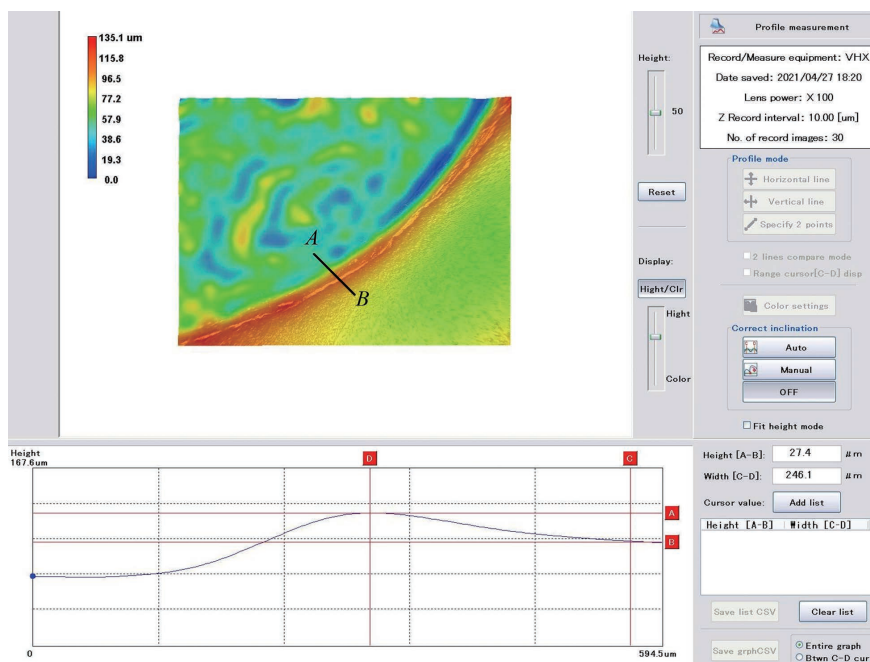 135.1 um
115.8
96.5
77.2
57.9
38.6
19.3
0.0
A
B
Height:
50
Reset
Display:
Hight/Clr
Hight
Color
Profile measurement
Record/Measure equipment: VHX
Date saved: 2021/04/27 18:20
Lens power: X100
Z Record interval: 10.00 [um]
No. of record images: 30
Profile mode
Horizontal line
Vertical line
Specify 2 points
2 lines compare mode
Range cursor[C-D] disp
Color settings
Correct inclination
Auto
Manual
OFF
Fit height mode
Height
167.6um
D
C
A
B
0
594.5um
Height [A-B]: 27.4 μm
Width [C-D]: 246.1 μm
Cursor value: Add list
Height [A-B] Width [C-D]
Save list CSV Clear list
Save grphCSV
Entire graph
Btwn C-D cur